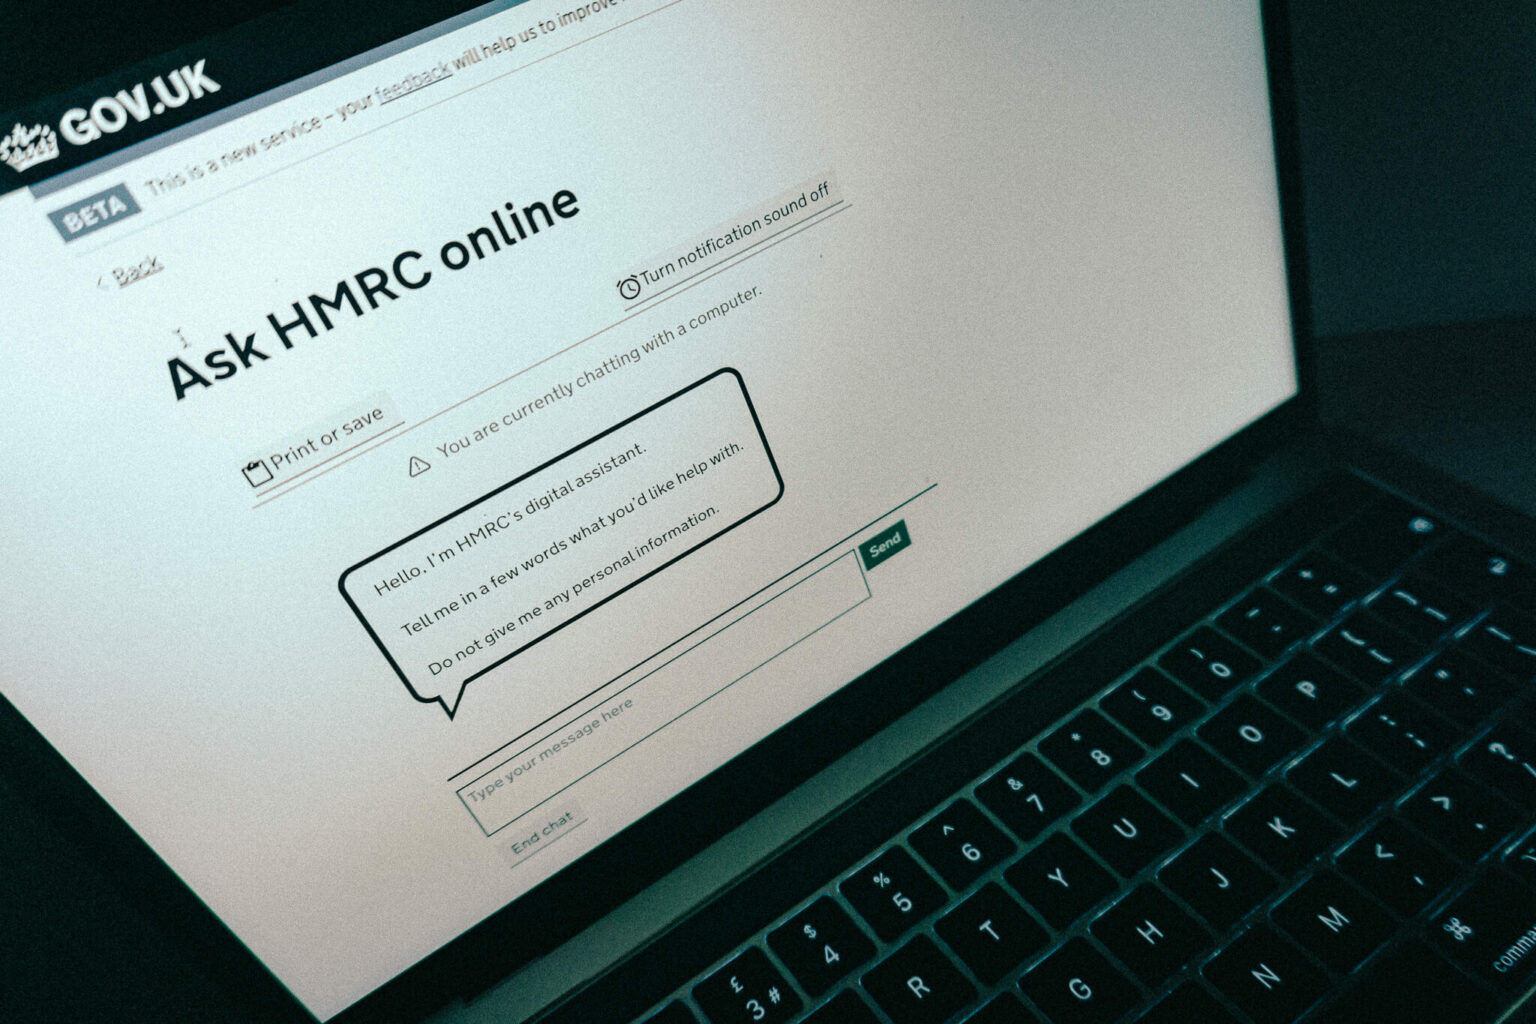 GOV.UK
BETA This is a new service – your feedback will help us to improve
< Back
Ask HMRC online
Turn notification sound off
Print or save
You are currently chatting with a computer.
Hello, I'm HMRC's digital assistant.
Tell me in a few words what you'd like help with.
Do not give me any personal information.
Type your message here
Send
End chat
£ 3 #
$ 4
% 5
^ 6
& 7
* 8
( 9
) 0
R T Y U I O P
G H J K L
N M < , > .
⌘